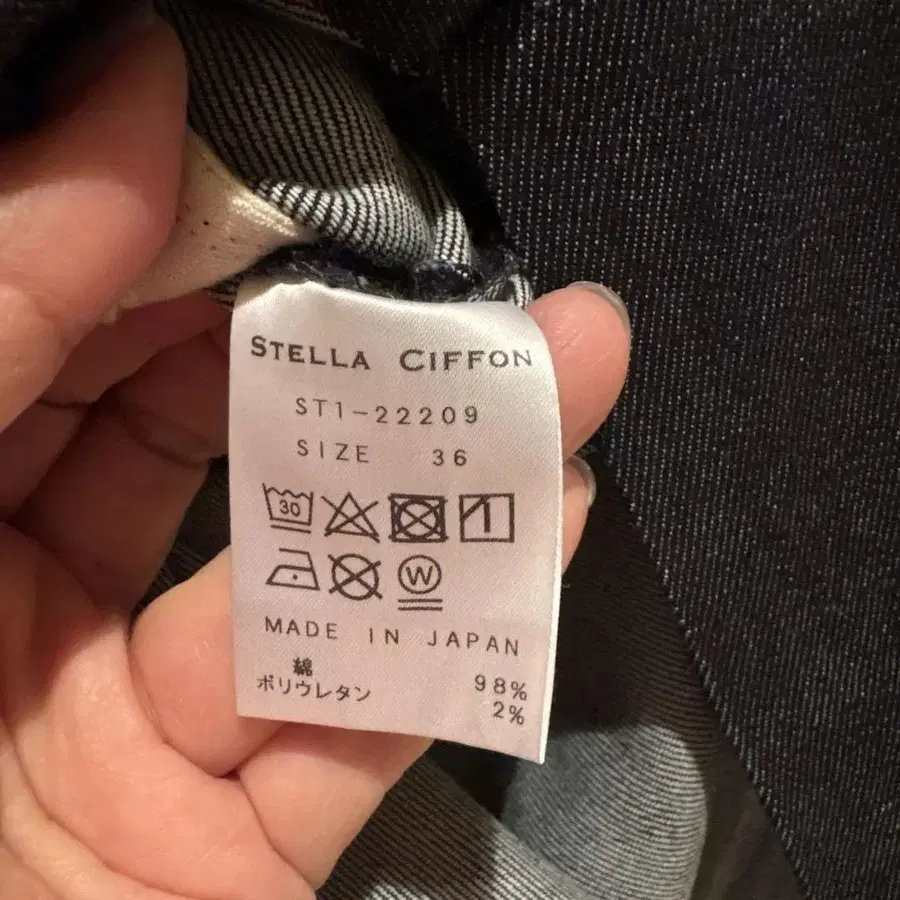 STELLA CIFFON
ST1-22209
SIZE 36
30
W
MADE IN JAPAN
綿 98%
ポリウレタン 2%